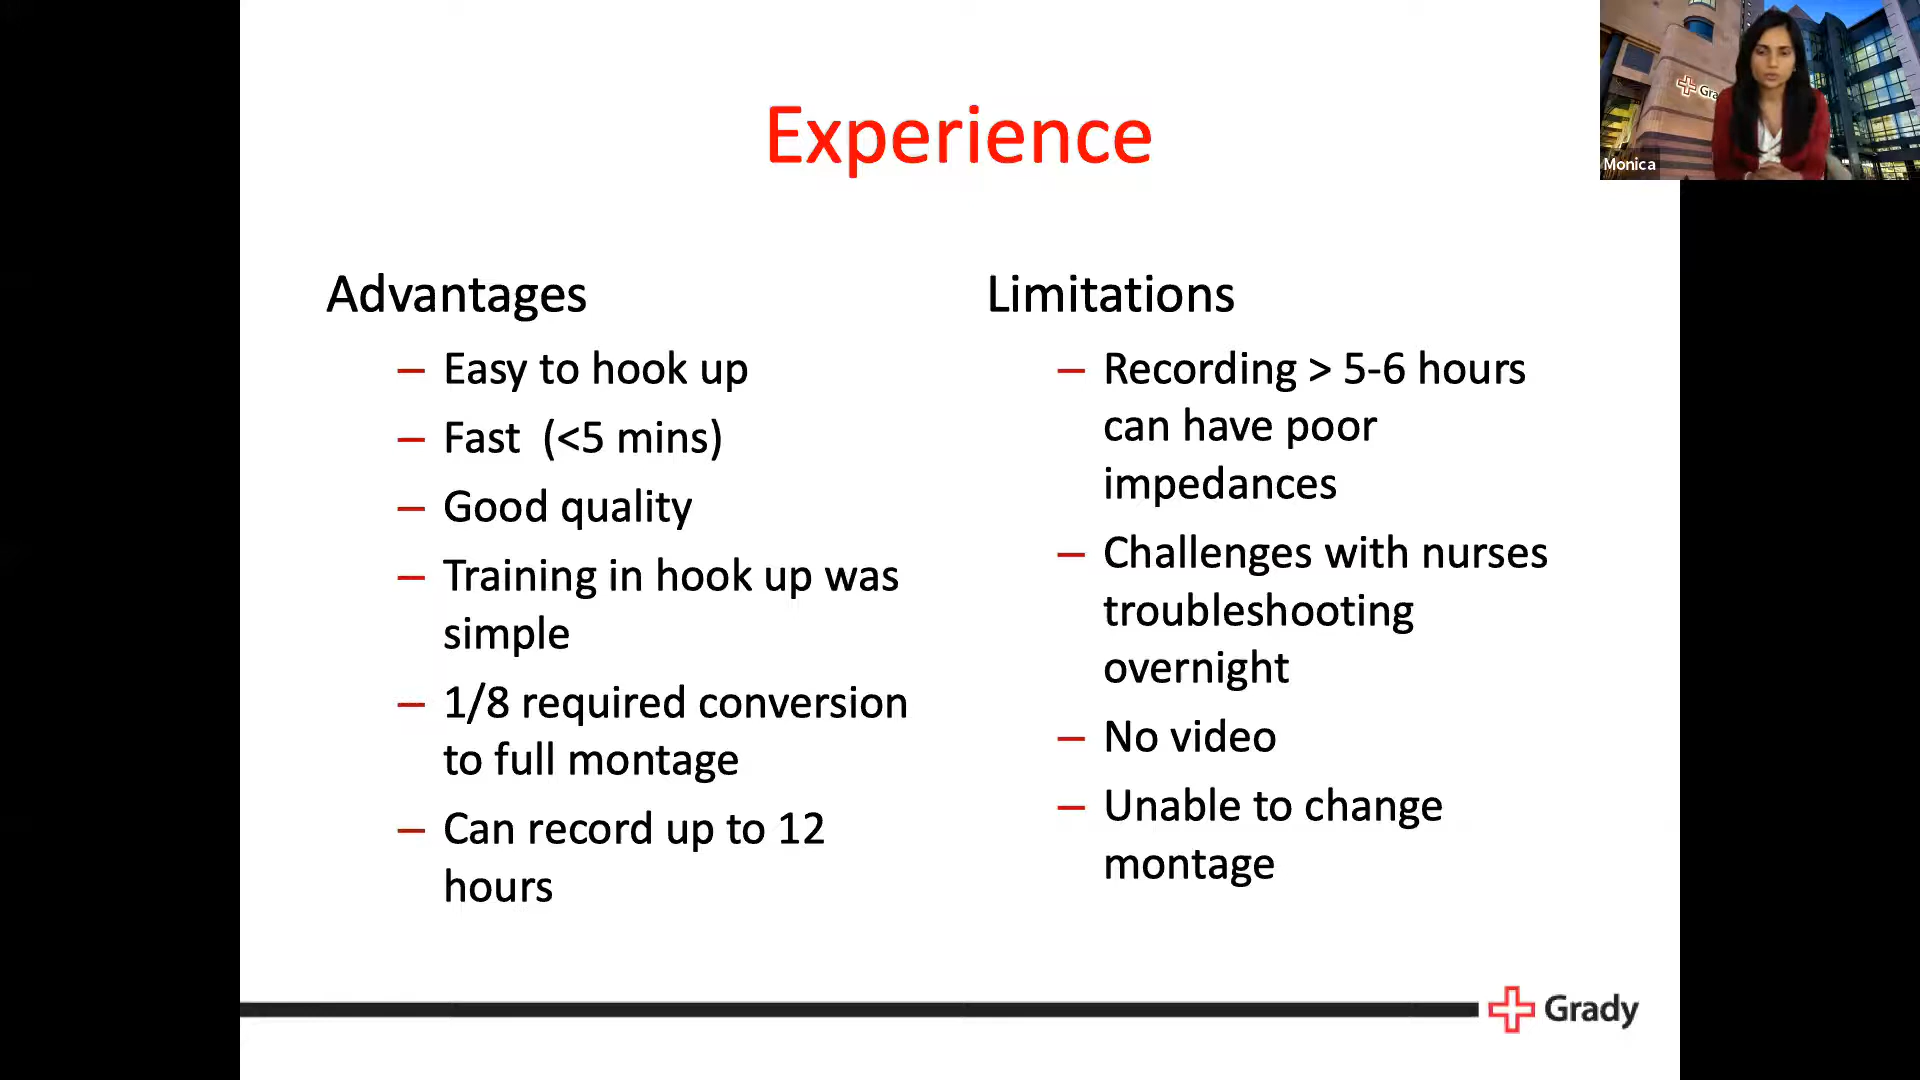 Experience
Advantages
– Easy to hook up
– Fast  (<5 mins)
– Good quality
– Training in hook up was
simple
– 1/8 required conversion
to full montage
– Can record up to 12
hours
Limitations
– Recording > 5-6 hours
can have poor
impedances
– Challenges with nurses
troubleshooting
overnight
– No video
– Unable to change
montage
Grady
Monica